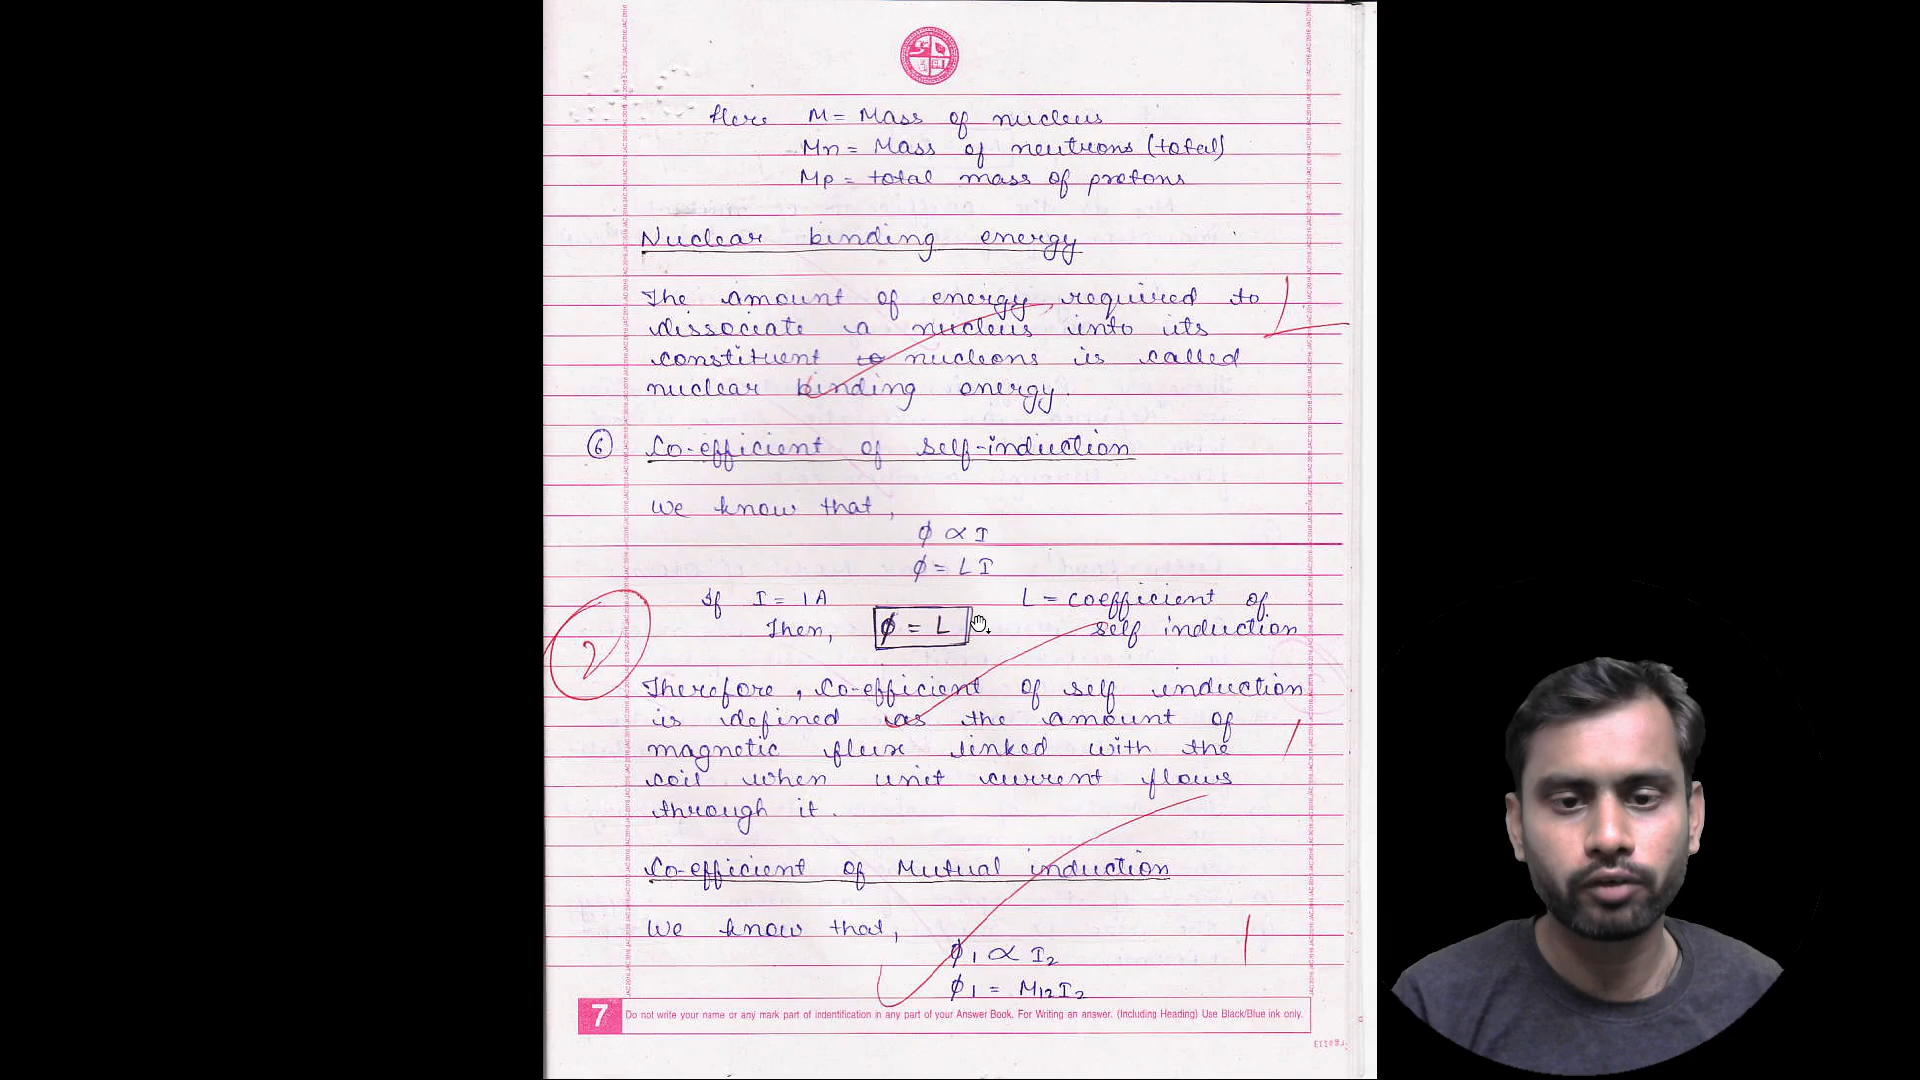 Here M = Mass of nucleus
Mn = Mass of neutrons (total)
Mp = total mass of protons
Nuclear binding energy
The amount of energy required to
dissociate a nucleus into its
constituent nucleons is called
nuclear binding energy.
6 Co-efficient of self-induction
We know that,
φ ∝ I
φ = LI
If I = 1A L = coefficient of
Then, φ = L self induction
2
Therefore, Co-efficient of self induction
is defined as the amount of
magnetic flux linked with the
coil when unit current flows
through it.
1
Co-efficient of Mutual induction
We know that,
φ1 ∝ I2
φ1 = M12I2
1
7 Do not write your name or any mark part of indentification in any part of your Answer Book. For Writing an answer. (Including Heading) Use Black/Blue ink only.